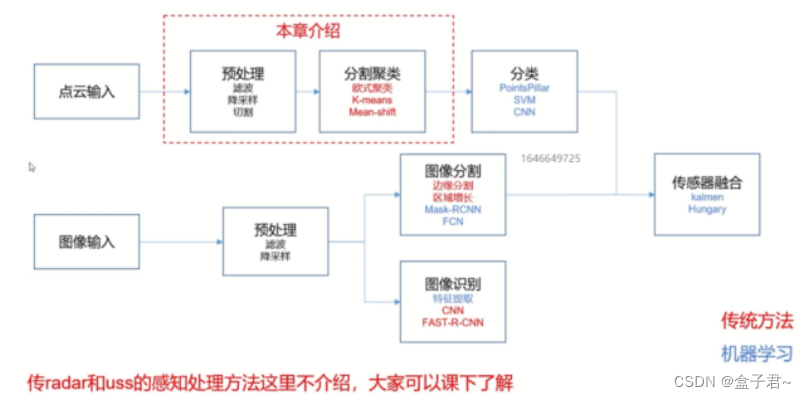 本章介绍
点云输入
预处理
滤波
降采样
切割
分割聚类
欧式聚类
K-means
Mean-shift
分类
PointsPillar
SVM
CNN
1646649725
图像输入
预处理
滤波
降采样
图像分割
边缘分割
区域增长
Mask-RCNN
FCN
图像识别
特征提取
CNN
FAST-R-CNN
传感器融合
kalmen
Hungary
传统方法
机器学习
传radar和uss的感知处理方法这里不介绍，大家可以课下了解
CSDN @盒子君~